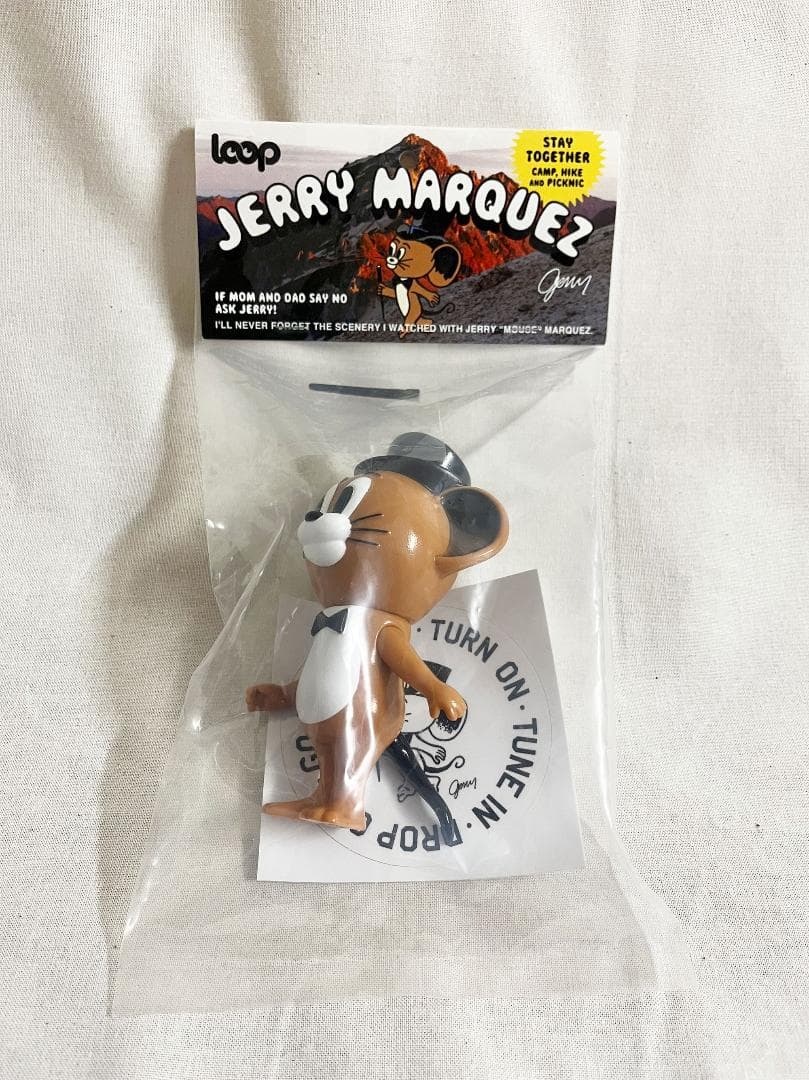 loop
STAY
TOGETHER
CAMP, HIKE
AND PICKNIC
JERRY MARQUEZ
Jerry
IF MOM AND DAD SAY NO
ASK JERRY!
I'LL NEVER FORGET THE SCENERY I WATCHED WITH JERRY "MOUSE" MARQUEZ.
· TURN ON · TUNE IN · DROP
Jerry